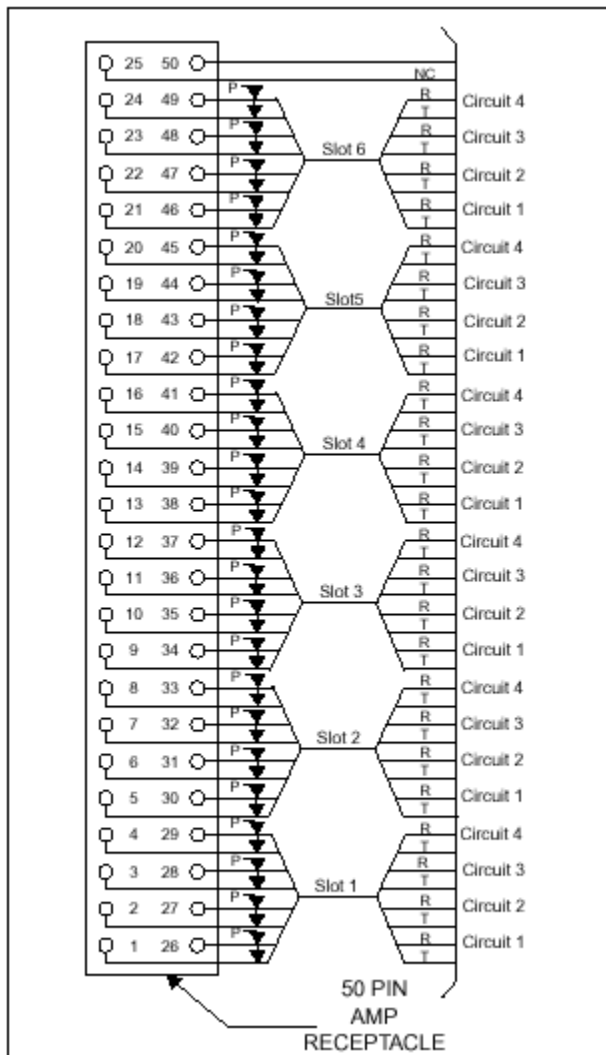 25 50
NC
24 49 P R Circuit 4
T
23 48 P R Circuit 3
T
Slot 6
22 47 P R Circuit 2
T
21 46 P R Circuit 1
T
20 45 P R Circuit 4
T
19 44 P R Circuit 3
T
Slot5
18 43 P R Circuit 2
T
17 42 P R Circuit 1
T
16 41 P R Circuit 4
T
15 40 P R Circuit 3
T
Slot 4
14 39 P R Circuit 2
T
13 38 P R Circuit 1
T
12 37 P R Circuit 4
T
11 36 P R Circuit 3
T
Slot 3
10 35 P R Circuit 2
T
9 34 P R Circuit 1
T
8 33 P R Circuit 4
T
7 32 P R Circuit 3
T
Slot 2
6 31 P R Circuit 2
T
5 30 P R Circuit 1
T
4 29 P R Circuit 4
T
3 28 P R Circuit 3
T
Slot 1
2 27 P R Circuit 2
T
1 26 P R Circuit 1
T
50 PIN
AMP
RECEPTACLE